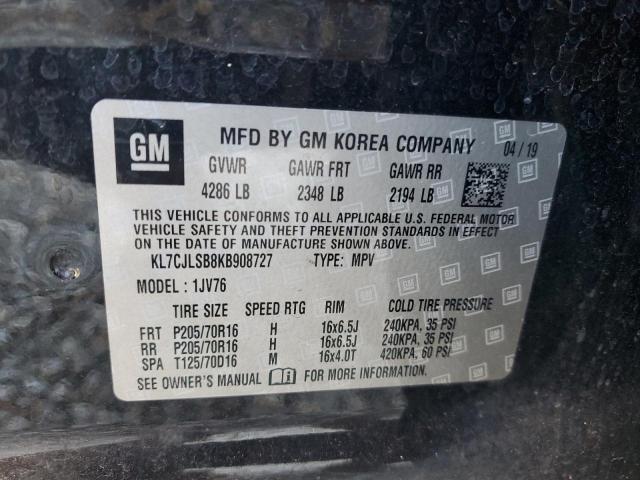 GM MFD BY GM KOREA COMPANY 04/19
GVWR GAWR FRT GAWR RR
4286 LB 2348 LB 2194 LB
THIS VEHICLE CONFORMS TO ALL APPLICABLE U.S. FEDERAL MOTOR
VEHICLE SAFETY AND THEFT PREVENTION STANDARDS IN EFFECT
ON THE DATE OF MANUFACTURE SHOWN ABOVE.
KL7CJLSB8KB908727 TYPE: MPV
MODEL: 1JV76
TIRE SIZE SPEED RTG RIM COLD TIRE PRESSURE
FRT P205/70R16 H 16x6.5J 240KPA, 35 PSI
RR P205/70R16 H 16x6.5J 240KPA, 35 PSI
SPA T125/70D16 M 16x4.0T 420KPA, 60 PSI
SEE OWNER'S MANUAL FOR MORE INFORMATION.